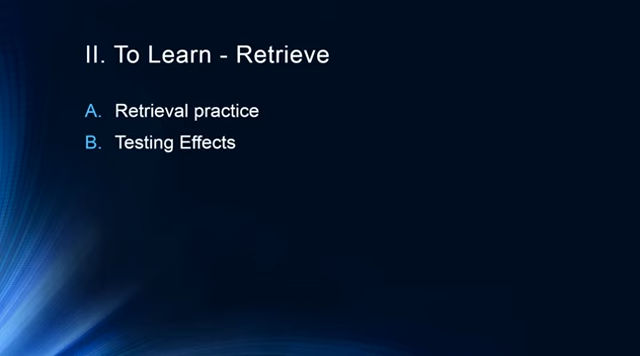 II. To Learn - Retrieve
A. Retrieval practice
B. Testing Effects